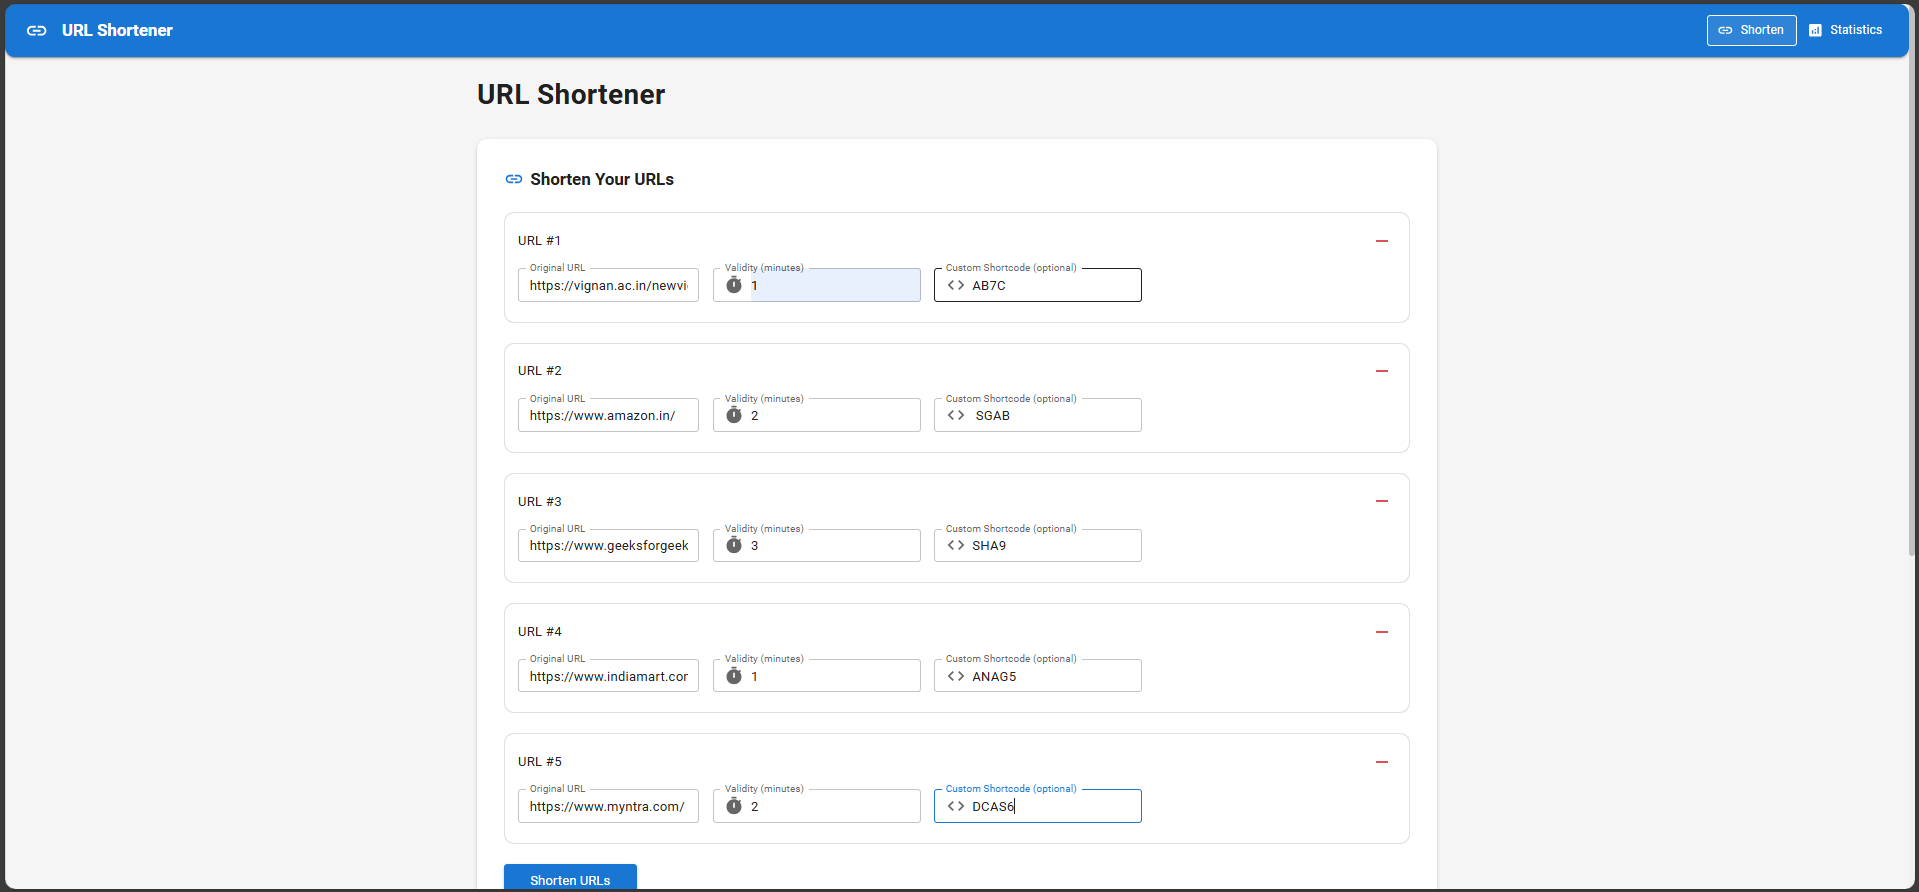 URL Shortener
Shorten
Statistics
URL Shortener
Shorten Your URLs
URL #1
Original URL Validity (minutes) Custom Shortcode (optional)
https://vignan.ac.in/newvi 1 AB7C
URL #2
Original URL Validity (minutes) Custom Shortcode (optional)
https://www.amazon.in/ 2 SGAB
URL #3
Original URL Validity (minutes) Custom Shortcode (optional)
https://www.geeksforgeek 3 SHA9
URL #4
Original URL Validity (minutes) Custom Shortcode (optional)
https://www.indiamart.cor 1 ANAG5
URL #5
Original URL Validity (minutes) Custom Shortcode (optional)
https://www.myntra.com/ 2 DCAS6
Shorten URLs